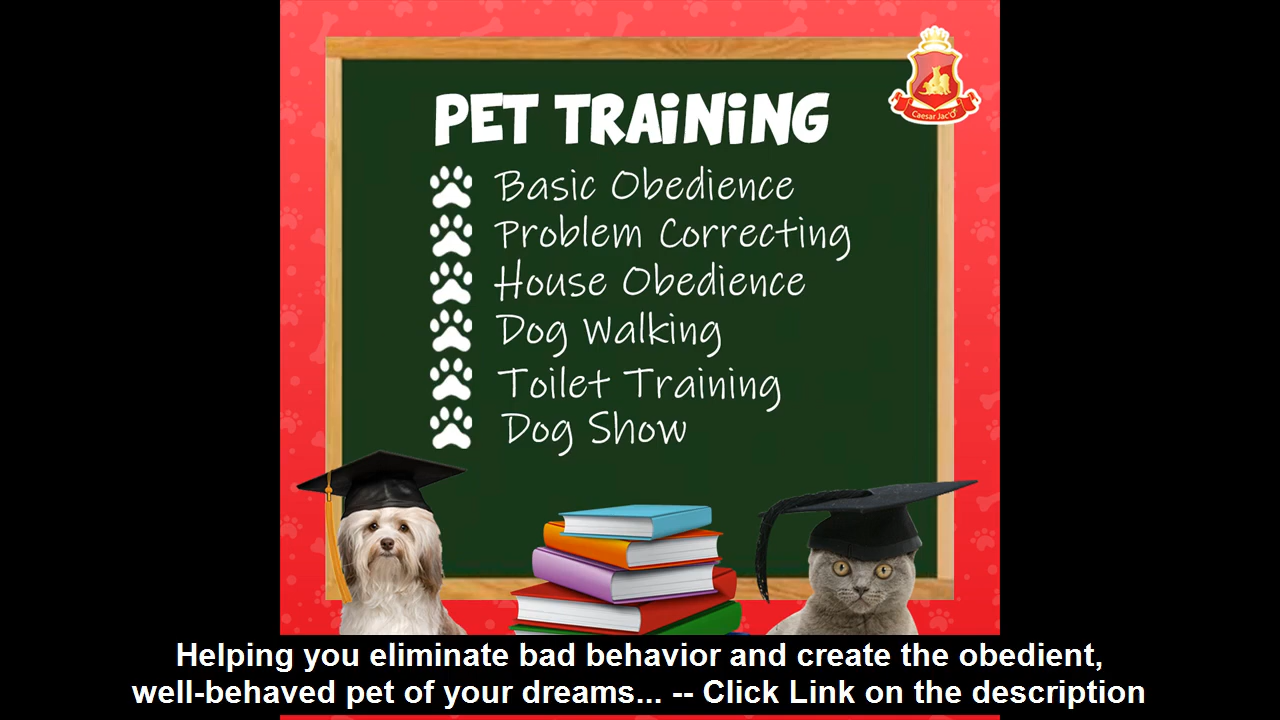 Caesar Jac'O
PET TRAINING
Basic Obedience
Problem Correcting
House Obedience
Dog Walking
Toilet Training
Dog Show
Helping you eliminate bad behavior and create the obedient,
well-behaved pet of your dreams... -- Click Link on the description